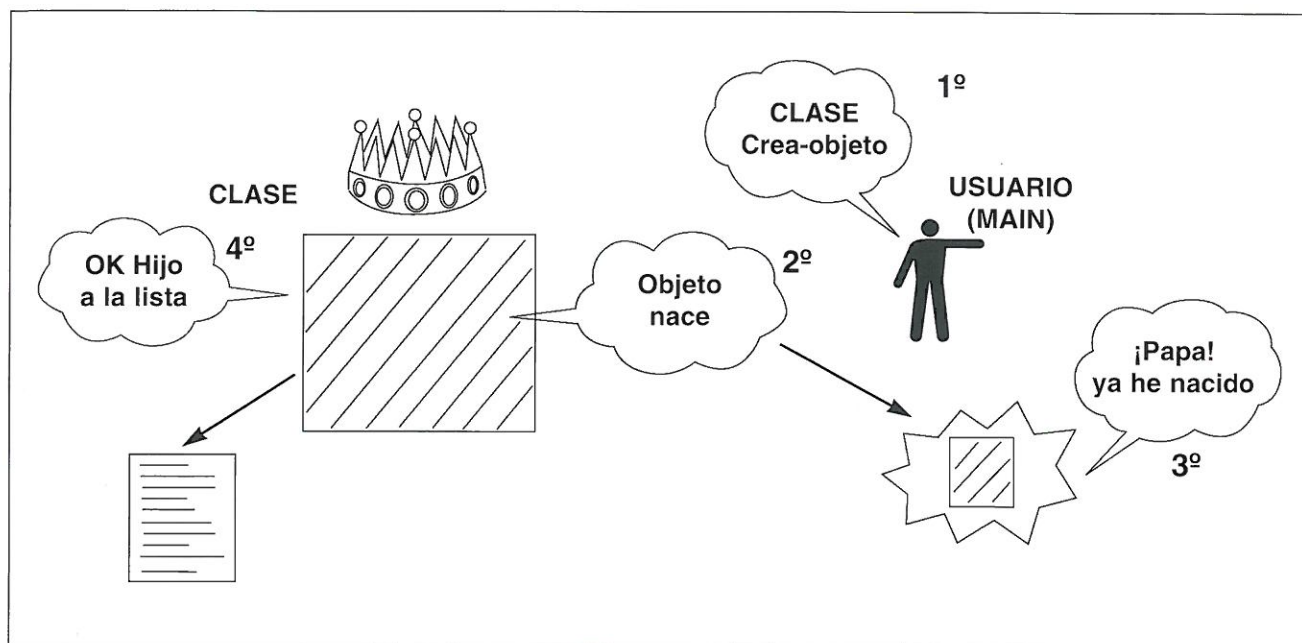 1º
CLASE
Crea-objeto
USUARIO
(MAIN)
CLASE
2º
Objeto
nace
¡Papa!
ya he nacido
3º
4º
OK Hijo
a la lista